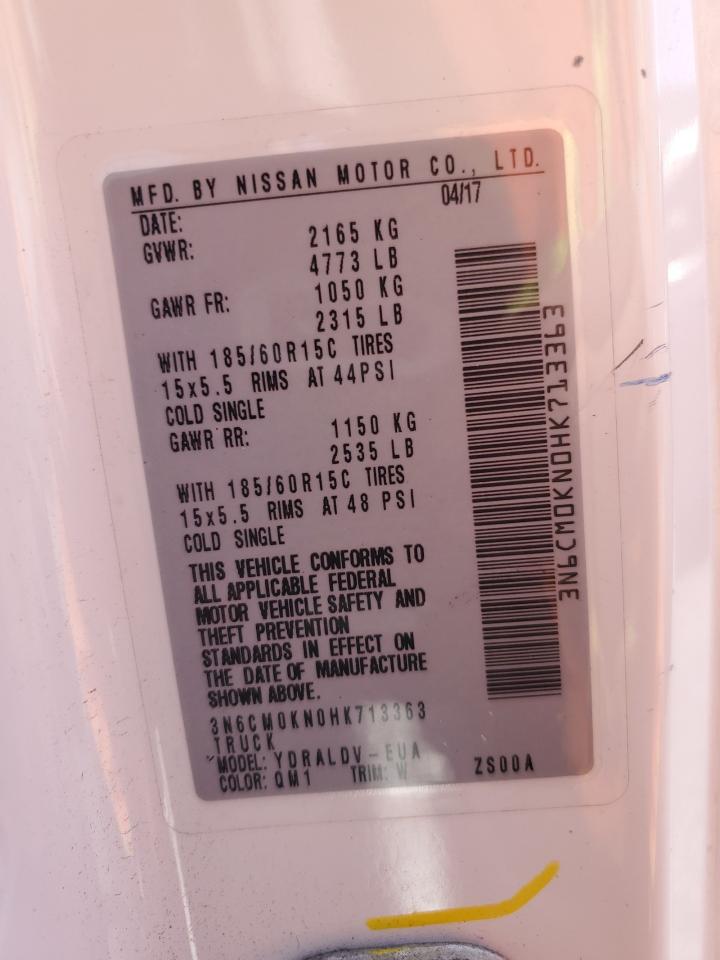 MFD. BY NISSAN MOTOR CO., LTD.
DATE: 04/17
GVWR: 2165 KG
4773 LB
GAWR FR: 1050 KG
2315 LB
WITH 185/60R15C TIRES
15x5.5 RIMS AT 44PSI
COLD SINGLE
GAWR RR: 1150 KG
2535 LB
WITH 185/60R15C TIRES
15x5.5 RIMS AT 48 PSI
COLD SINGLE
THIS VEHICLE CONFORMS TO
ALL APPLICABLE FEDERAL
MOTOR VEHICLE SAFETY AND
THEFT PREVENTION
STANDARDS IN EFFECT ON
THE DATE OF MANUFACTURE
SHOWN ABOVE.
3N6CM0KN0HK713363
TRUCK
MODEL: YDRALDV-EUA
COLOR: QM1 TRIM: W ZS00A
3N6CM0KN0HK713363